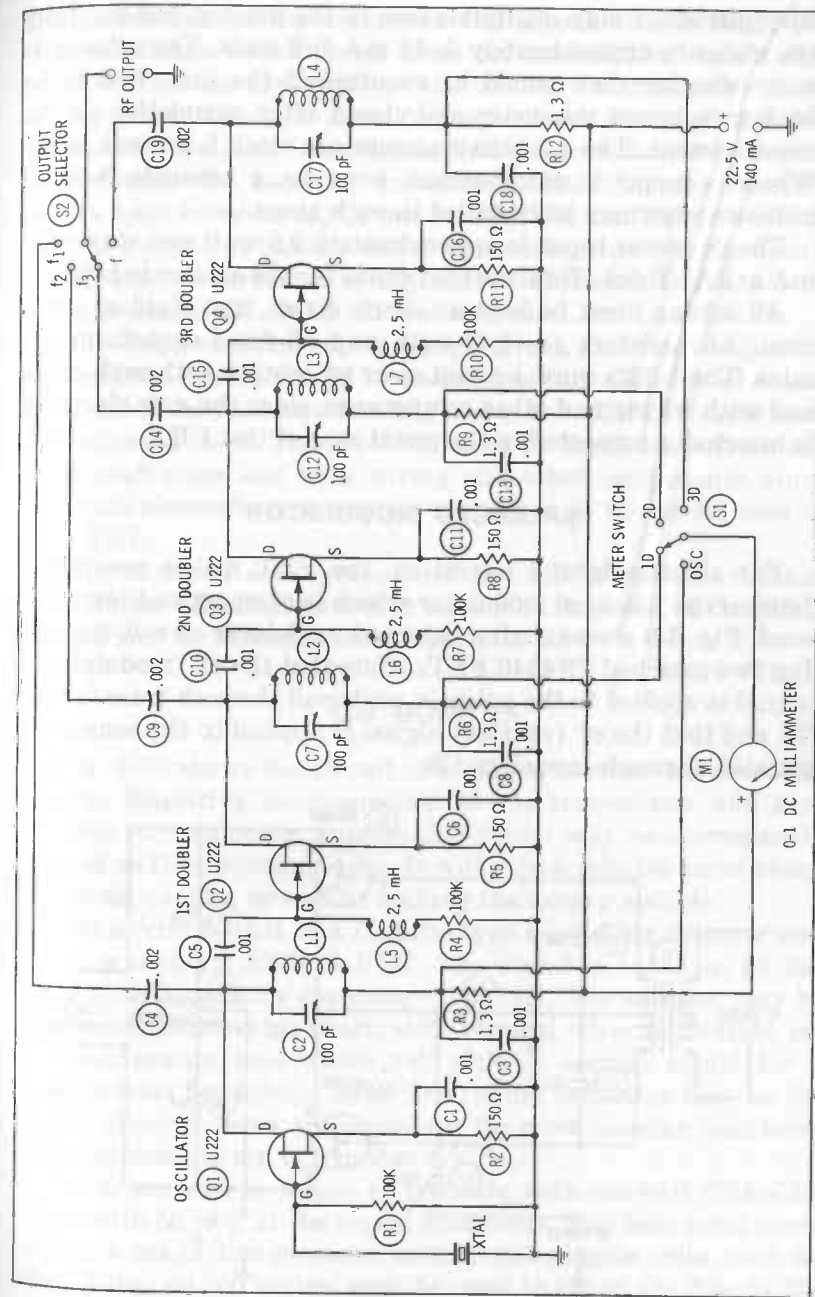 OUTPUT
SELECTOR
S2
f1
f2
f3
f
RF OUTPUT
C4
.002
C9
.002
C14
.002
C19
.002
OSCILLATOR
Q1
U222
D
G
S
C5
.001
C2
100 pF
L1
1ST DOUBLER
Q2
U222
D
G
S
C10
.001
C7
100 pF
L2
2ND DOUBLER
Q3
U222
D
G
S
C15
.001
C12
100 pF
L3
3RD DOUBLER
Q4
U222
D
G
S
C17
100 pF
L4
XTAL
R1
100K
C1
.001
R2
150 Ω
C3
.001
R3
1.3 Ω
L5
2.5 mH
R4
100K
C6
.001
R5
150 Ω
C8
.001
R6
1.3 Ω
L6
2.5 mH
R7
100K
C11
.001
R8
150 Ω
C13
.001
R9
1.3 Ω
L7
2.5 mH
R10
100K
C16
.001
R11
150 Ω
C18
.001
R12
1.3 Ω
METER SWITCH
1D
2D
3D
OSC
S1
M1
+
0-1 DC MILLIAMMETER
+
22.5 V
140 mA